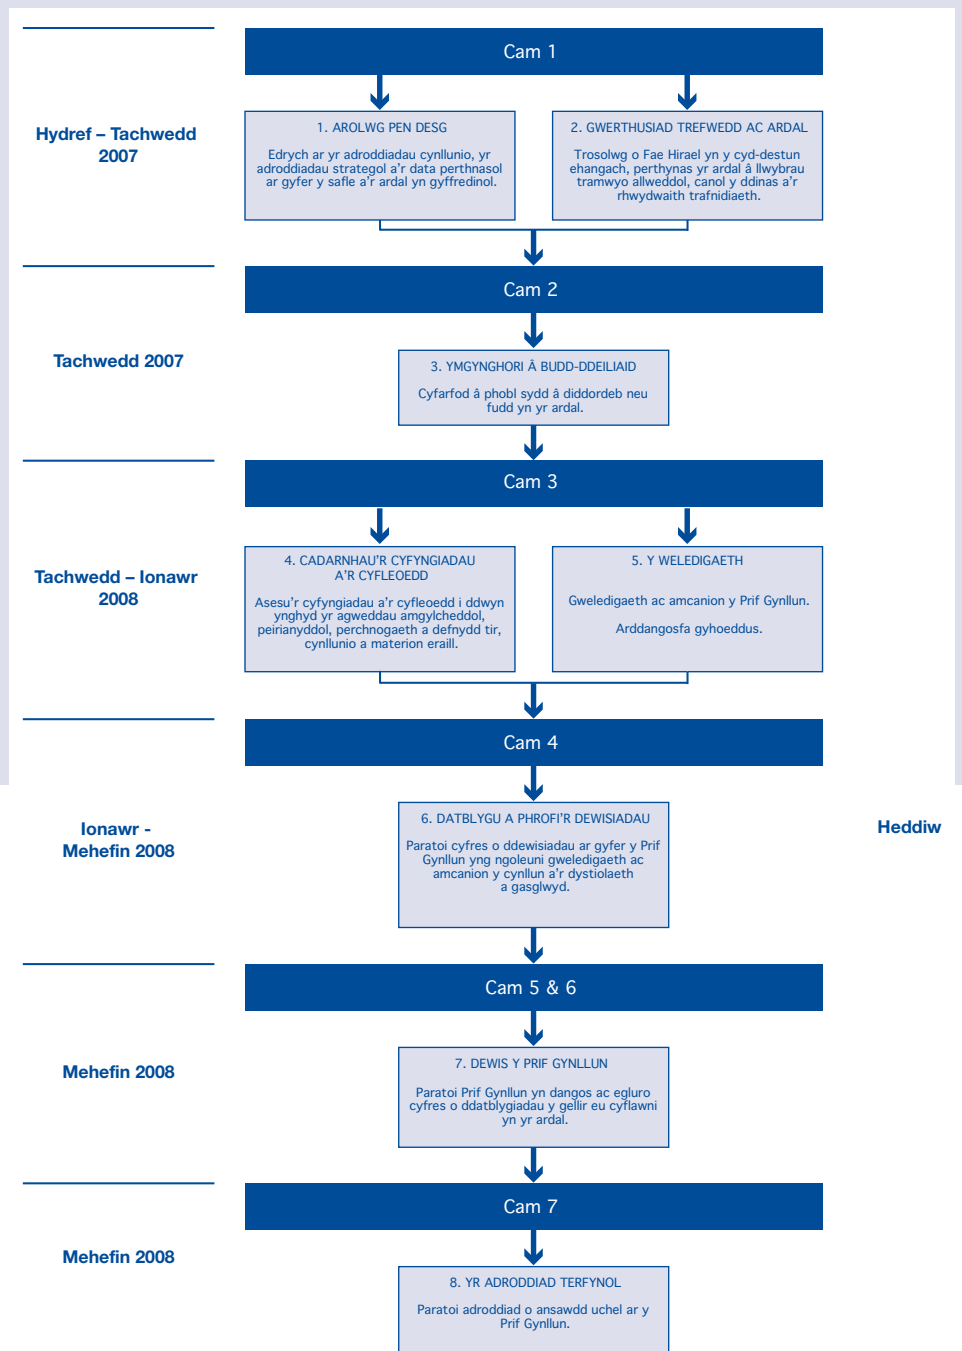 Cam 1
Hydref – Tachwedd
2007
1. AROLWG PEN DESG
Edrych ar yr adroddiadau cynllunio, yr
adroddiadau strategol a'r data perthnasol
ar gyfer y safle a'r ardal yn gyffredinol.
2. GWERTHUSIAD TREFWEDD AC ARDAL
Trosolwg o Fae Hirael yn y cyd-destun
ehangach, perthynas yr ardal â llwybrau
tramwyo allweddol, canol y ddinas a'r
rhwydwaith trafnidiaeth.
Cam 2
Tachwedd 2007
3. YMGYNGHORI Â BUDD-DDEILIAID
Cyfarfod â phobl sydd â diddordeb neu
fudd yn yr ardal.
Cam 3
Tachwedd – Ionawr
2008
4. CADARNHAU'R CYFYNGIADAU
A'R CYFLEOEDD
Asesu'r cyfyngiadau a'r cyfleoedd i ddwyn
ynghyd yr agweddau amgylcheddol,
peirianyddol, perchnogaeth a defnydd tir,
cynllunio a materion eraill.
5. Y WELEDIGAETH
Gweledigaeth ac amcanion y Prif Gynllun.
Arddangosfa gyhoeddus.
Cam 4
Ionawr -
Mehefin 2008
6. DATBLYGU A PHROFI'R DEWISIADAU
Paratoi cyfres o ddewisiadau ar gyfer y Prif
Gynllun yng ngoleuni gweledigaeth ac
amcanion y cynllun a'r dystiolaeth
a gasglwyd.
Heddiw
Cam 5 & 6
Mehefin 2008
7. DEWIS Y PRIF GYNLLUN
Paratoi Prif Gynllun yn dangos ac egluro
cyfres o ddatblygiadau y gellir eu cyflawni
yn yr ardal.
Cam 7
Mehefin 2008
8. YR ADRODDIAD TERFYNOL
Paratoi adroddiad o ansawdd uchel ar y
Prif Gynllun.